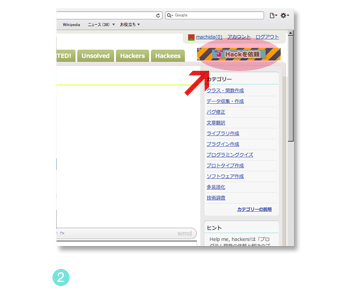 Google
Wikipedia ニュース(38)▼ お役立ち▼
machida(0) アカウント ログアウト
TED! Unsolved Hackers Hackees
Hackを依頼
カテゴリー
クラス・関数作成
データ収集・作成
バグ修正
文章翻訳
ライブラリ作成
プラグイン作成
プログラミングクイズ
プロトタイプ作成
ソフトウェア作成
多言語化
技術調査
カテゴリーの説明
ヒント
Help me, hackers!は「プロ
2